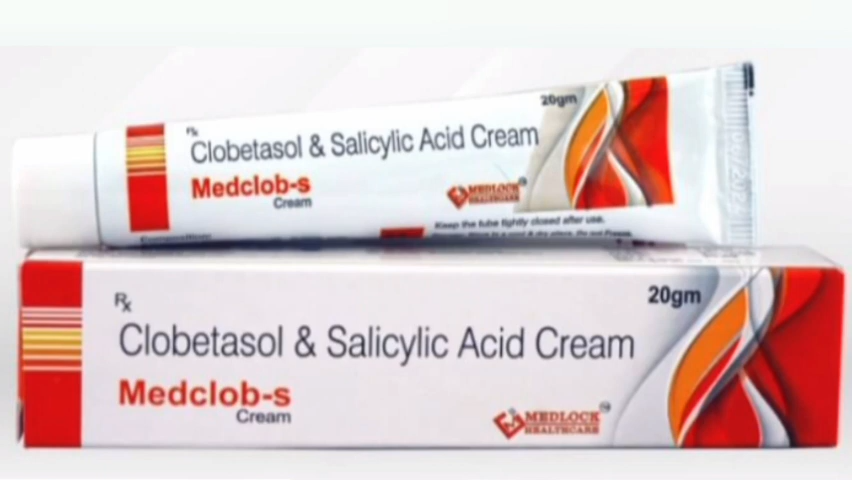 Rx
20gm
Clobetasol & Salicylic Acid Cream
Medclob-s
Cream
MEDLOCK
HEALTHCARE
Keep the tube tightly closed after use.
Rx
20gm
Clobetasol & Salicylic Acid Cream
Medclob-s
Cream
MEDLOCK
HEALTHCARE
TM